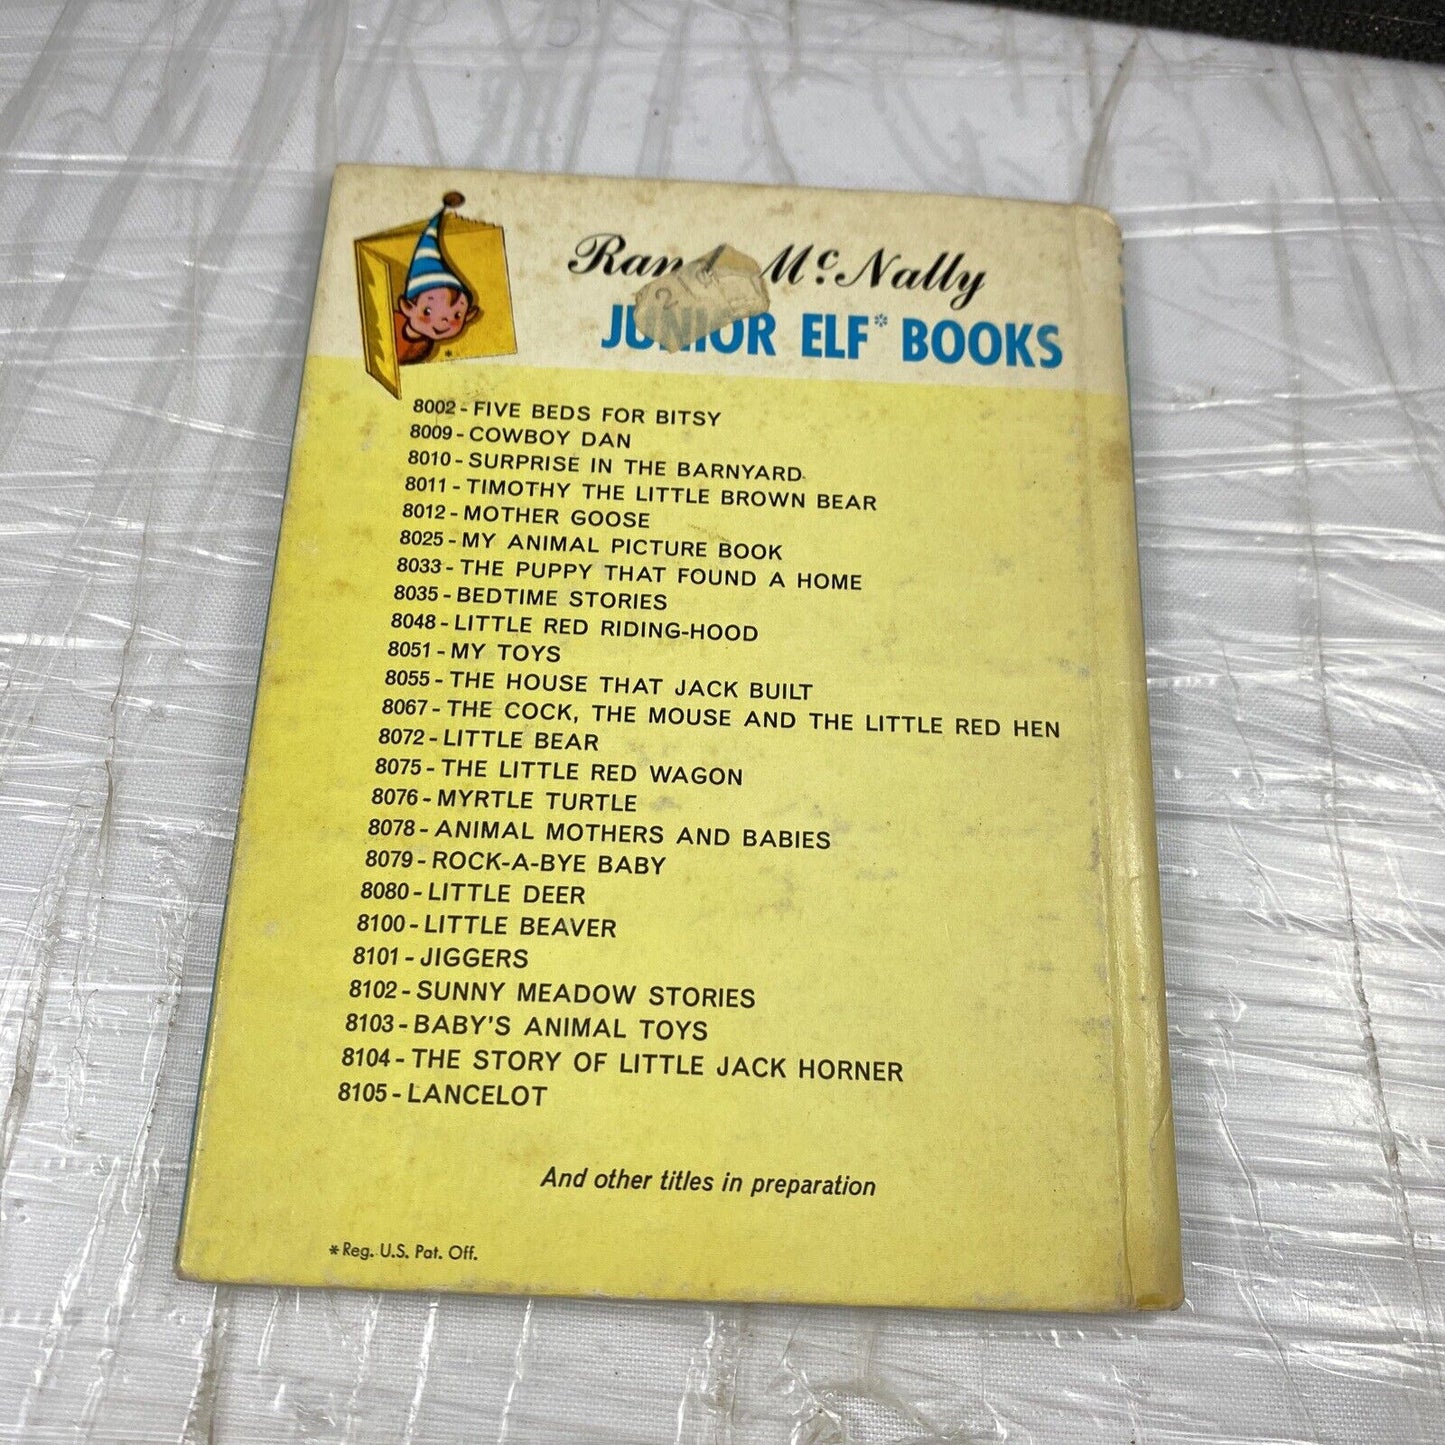 Rand McNally
JUNIOR ELF* BOOKS
8002 - FIVE BEDS FOR BITSY
8009 - COWBOY DAN
8010 - SURPRISE IN THE BARNYARD
8011 - TIMOTHY THE LITTLE BROWN BEAR
8012 - MOTHER GOOSE
8025 - MY ANIMAL PICTURE BOOK
8033 - THE PUPPY THAT FOUND A HOME
8035 - BEDTIME STORIES
8048 - LITTLE RED RIDING-HOOD
8051 - MY TOYS
8055 - THE HOUSE THAT JACK BUILT
8067 - THE COCK, THE MOUSE AND THE LITTLE RED HEN
8072 - LITTLE BEAR
8075 - THE LITTLE RED WAGON
8076 - MYRTLE TURTLE
8078 - ANIMAL MOTHERS AND BABIES
8079 - ROCK-A-BYE BABY
8080 - LITTLE DEER
8100 - LITTLE BEAVER
8101 - JIGGERS
8102 - SUNNY MEADOW STORIES
8103 - BABY'S ANIMAL TOYS
8104 - THE STORY OF LITTLE JACK HORNER
8105 - LANCELOT
And other titles in preparation
*Reg. U.S. Pat. Off.